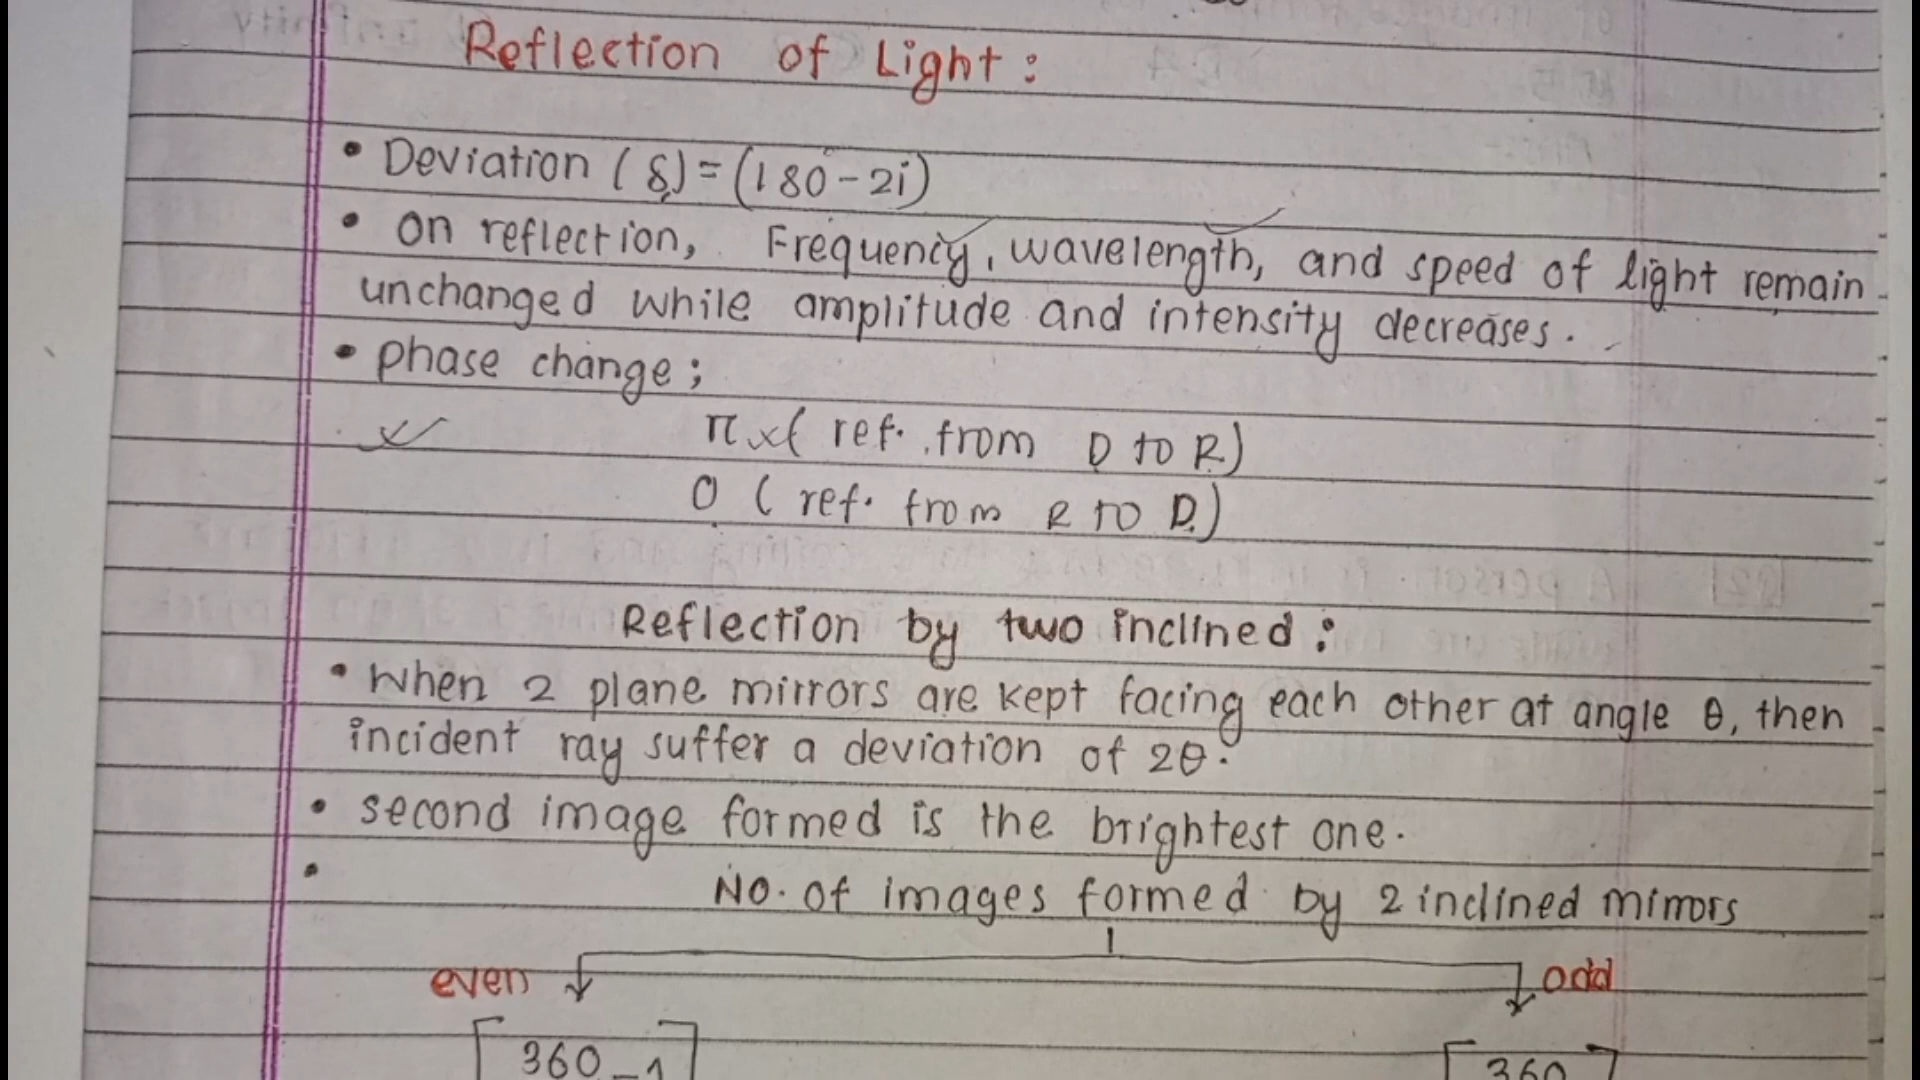 Reflection of Light:
• Deviation (δ) = (180° - 2i)
• on reflection, Frequency, wavelength, and speed of light remain
unchanged while amplitude and intensity decreases.
• phase change;
π (ref. from D to R)
0 (ref. from R to D)
Reflection by two inclined:
• when 2 plane mirrors are kept facing each other at angle θ, then
incident ray suffer a deviation of 2θ.
• second image formed is the brightest one.
• No. of images formed by 2 inclined mirrors
even odd
360 - 1 360